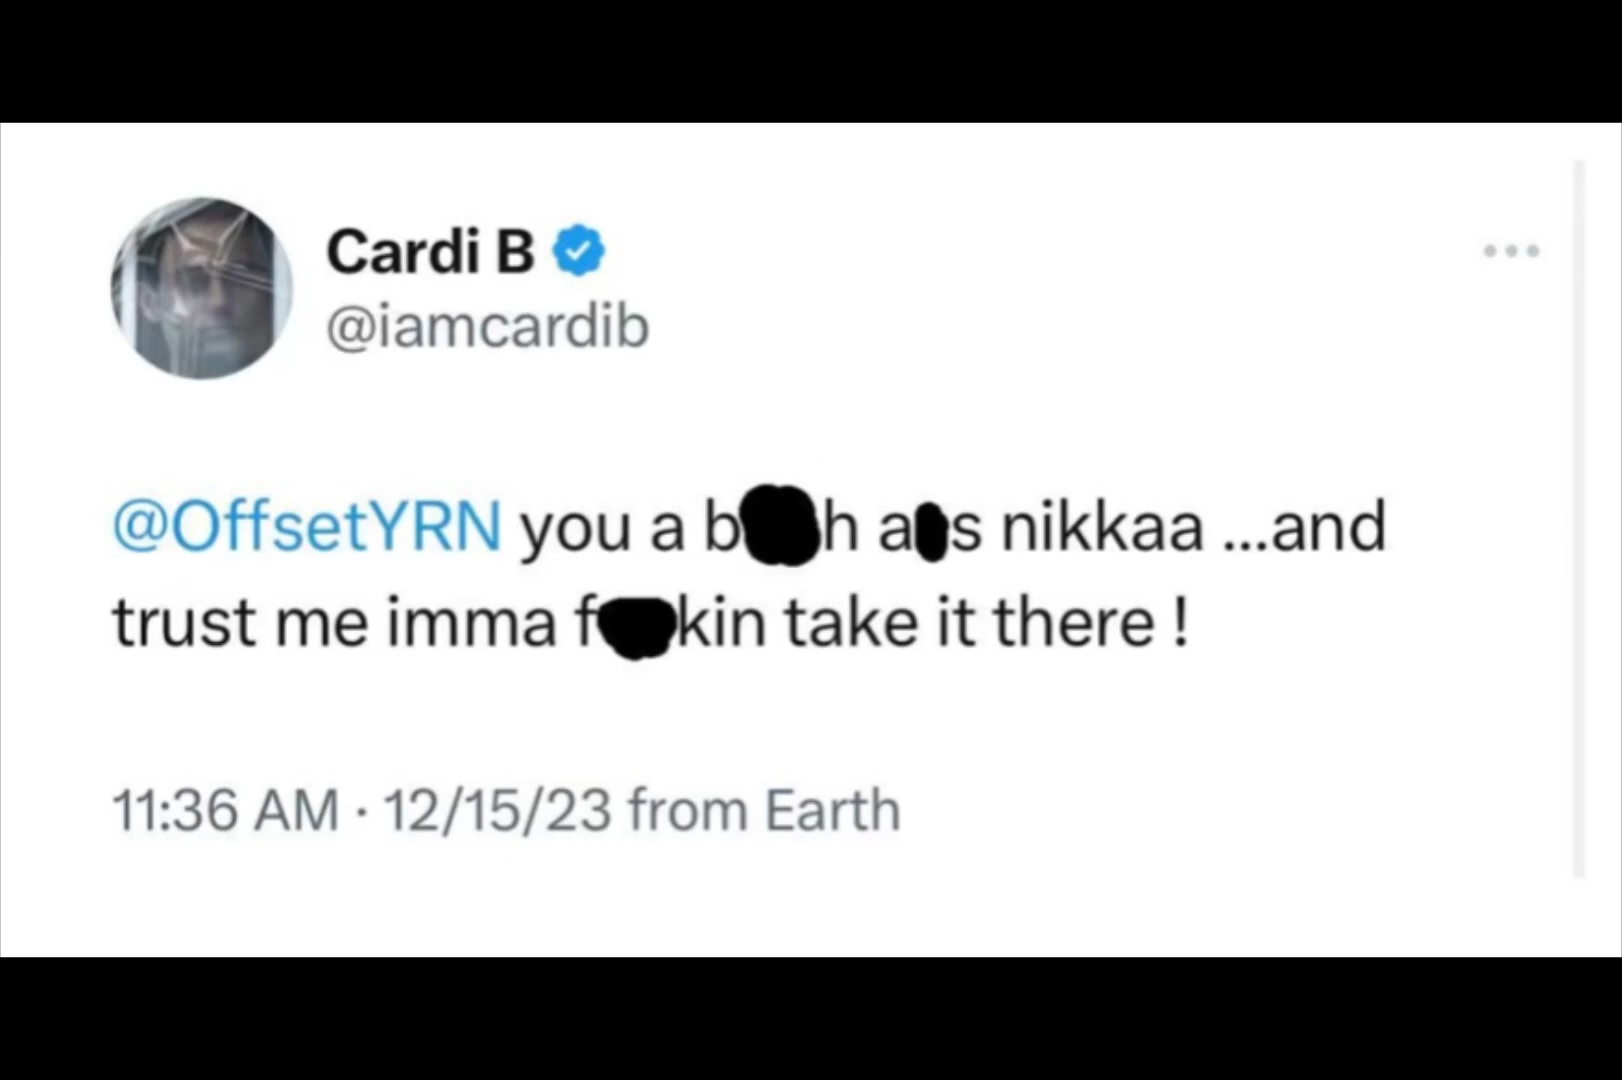 Cardi B
@iamcardib
@OffsetYRN you a nikkaa ...and
trust me imma take it there !
11:36 AM · 12/15/23 from Earth